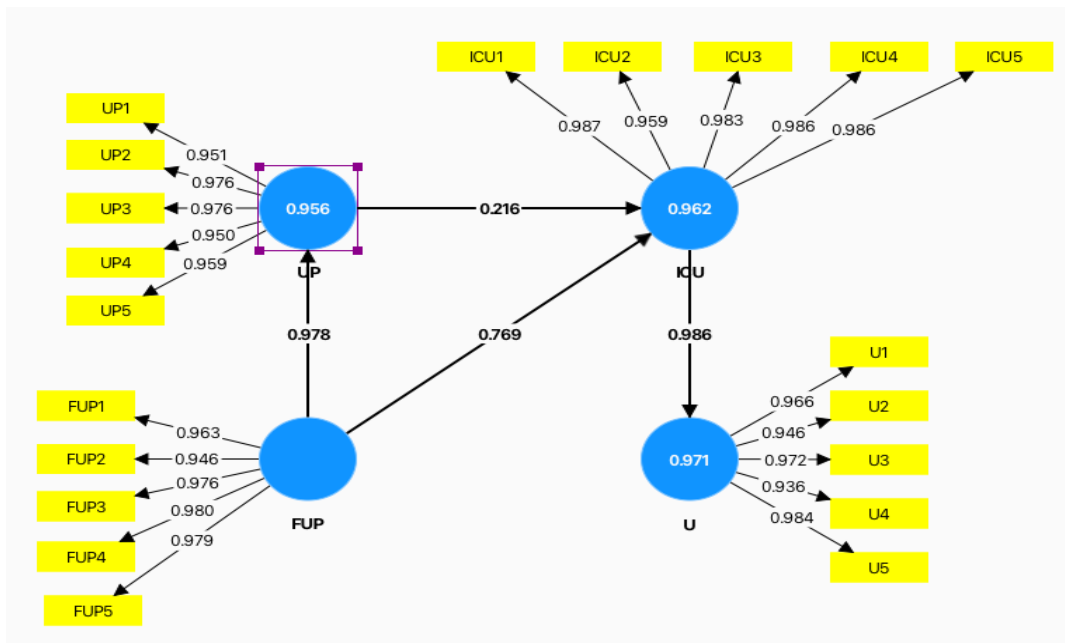 ICU1
ICU2
ICU3
ICU4
ICU5
0.987
0.959
0.983
0.986
0.986
UP1
UP2
UP3
UP4
UP5
0.951
0.976
0.976
0.950
0.959
0.956
UP
0.216
0.962
ICU
0.978
0.769
0.986
FUP1
FUP2
FUP3
FUP4
FUP5
0.963
0.946
0.976
0.980
0.979
FUP
0.971
U
0.966
0.946
0.972
0.936
0.984
U1
U2
U3
U4
U5